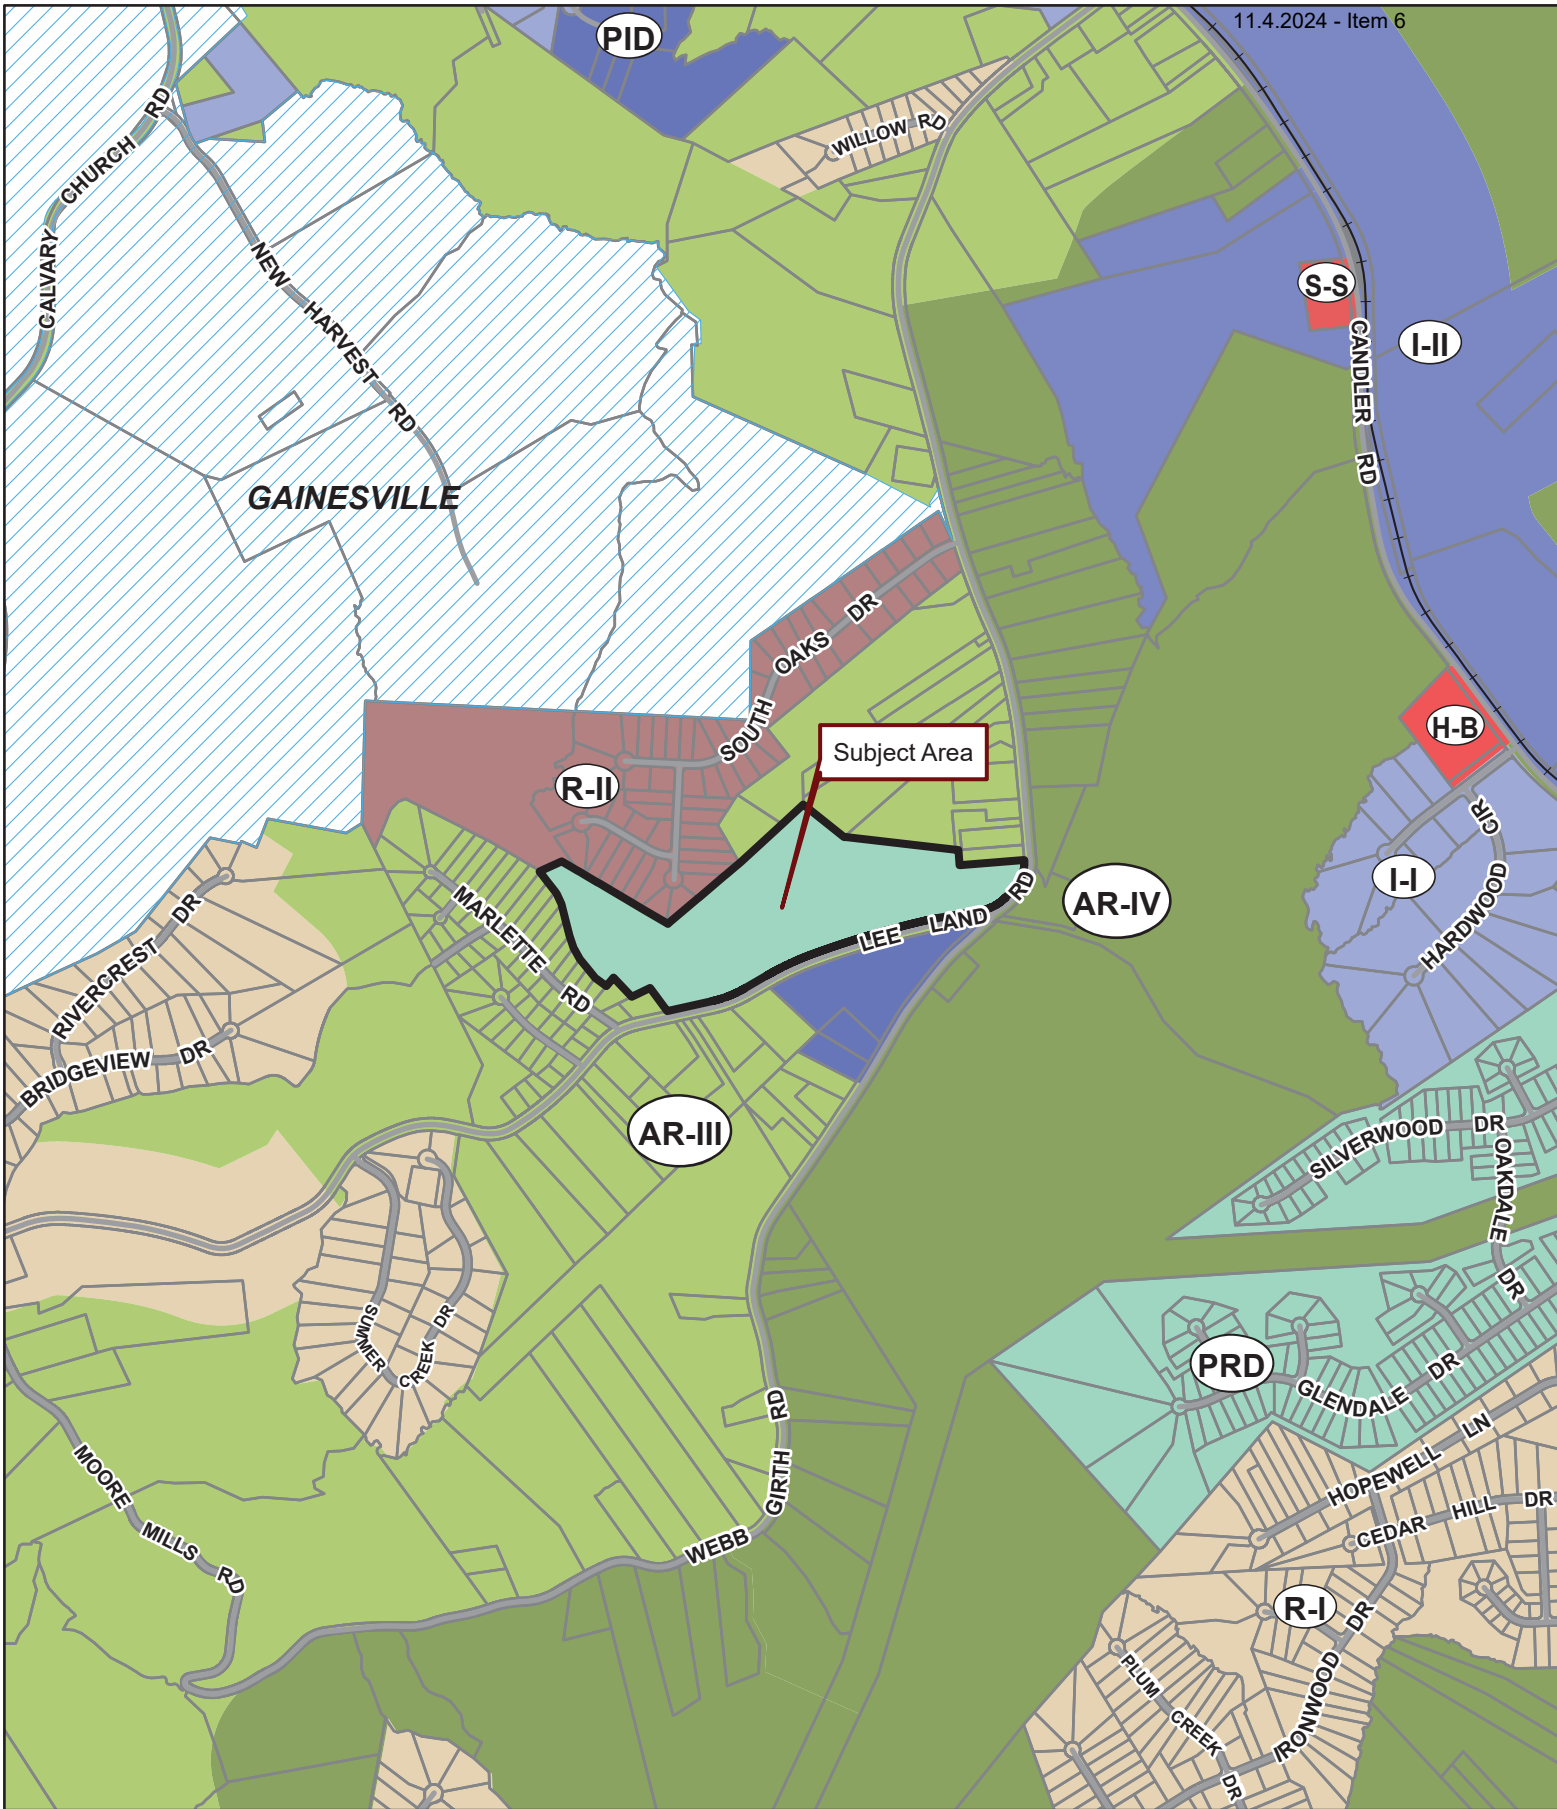 11.4.2024 - Item 6
PID
WILLOW RD
CALVARY CHURCH RD
NEW HARVEST RD
S-S
I-II
CANDLER RD
GAINESVILLE
SOUTH OAKS DR
Subject Area
R-II
H-B
HARDWOOD CIR
I-I
AR-IV
LEE LAND RD
MARLETTE RD
RIVERCREST DR
BRIDGEVIEW DR
AR-III
SILVERWOOD DR
OAKDALE DR
SUMMER CREEK DR
PRD
GLENDALE DR
HOPEWELL LN
CEDAR HILL DR
MOORE MILLS RD
WEBB GIRTH RD
R-I
IRONWOOD DR
PLUM CREEK DR